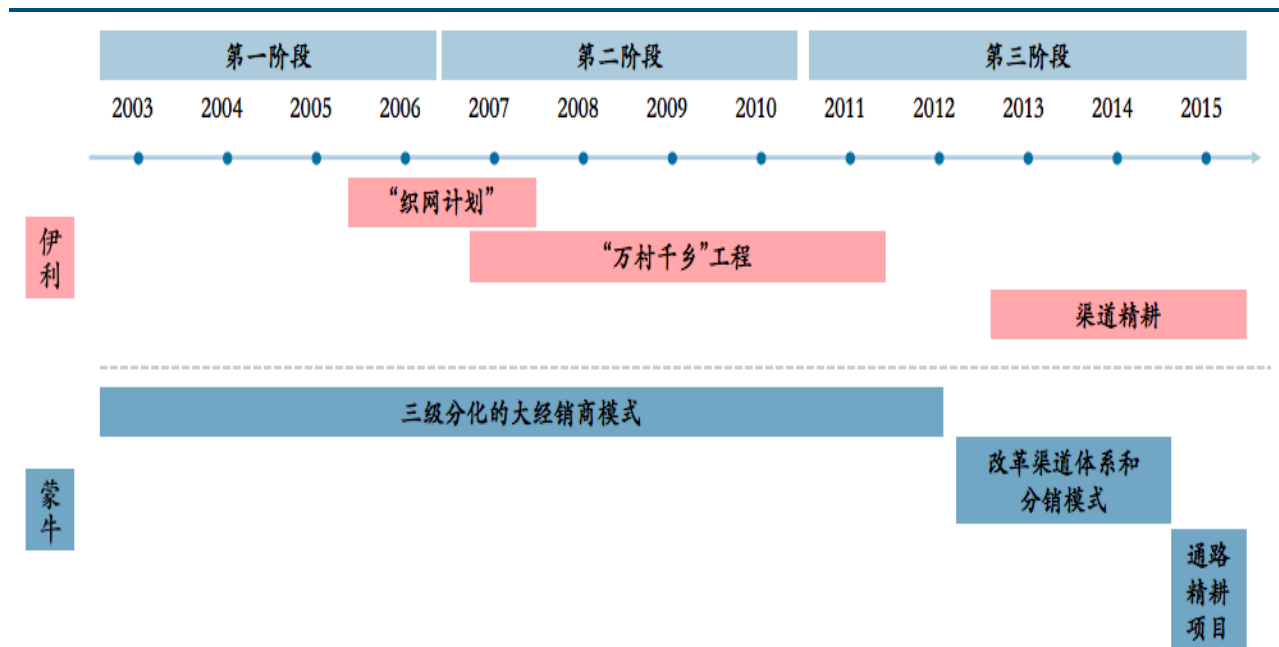 第一阶段 第二阶段 第三阶段
2003 2004 2005 2006 2007 2008 2009 2010 2011 2012 2013 2014 2015
“织网计划”
伊利
“万村千乡”工程
渠道精耕
三级分化的大经销商模式
蒙牛
改革渠道体系和
分销模式
通路
精耕
项目